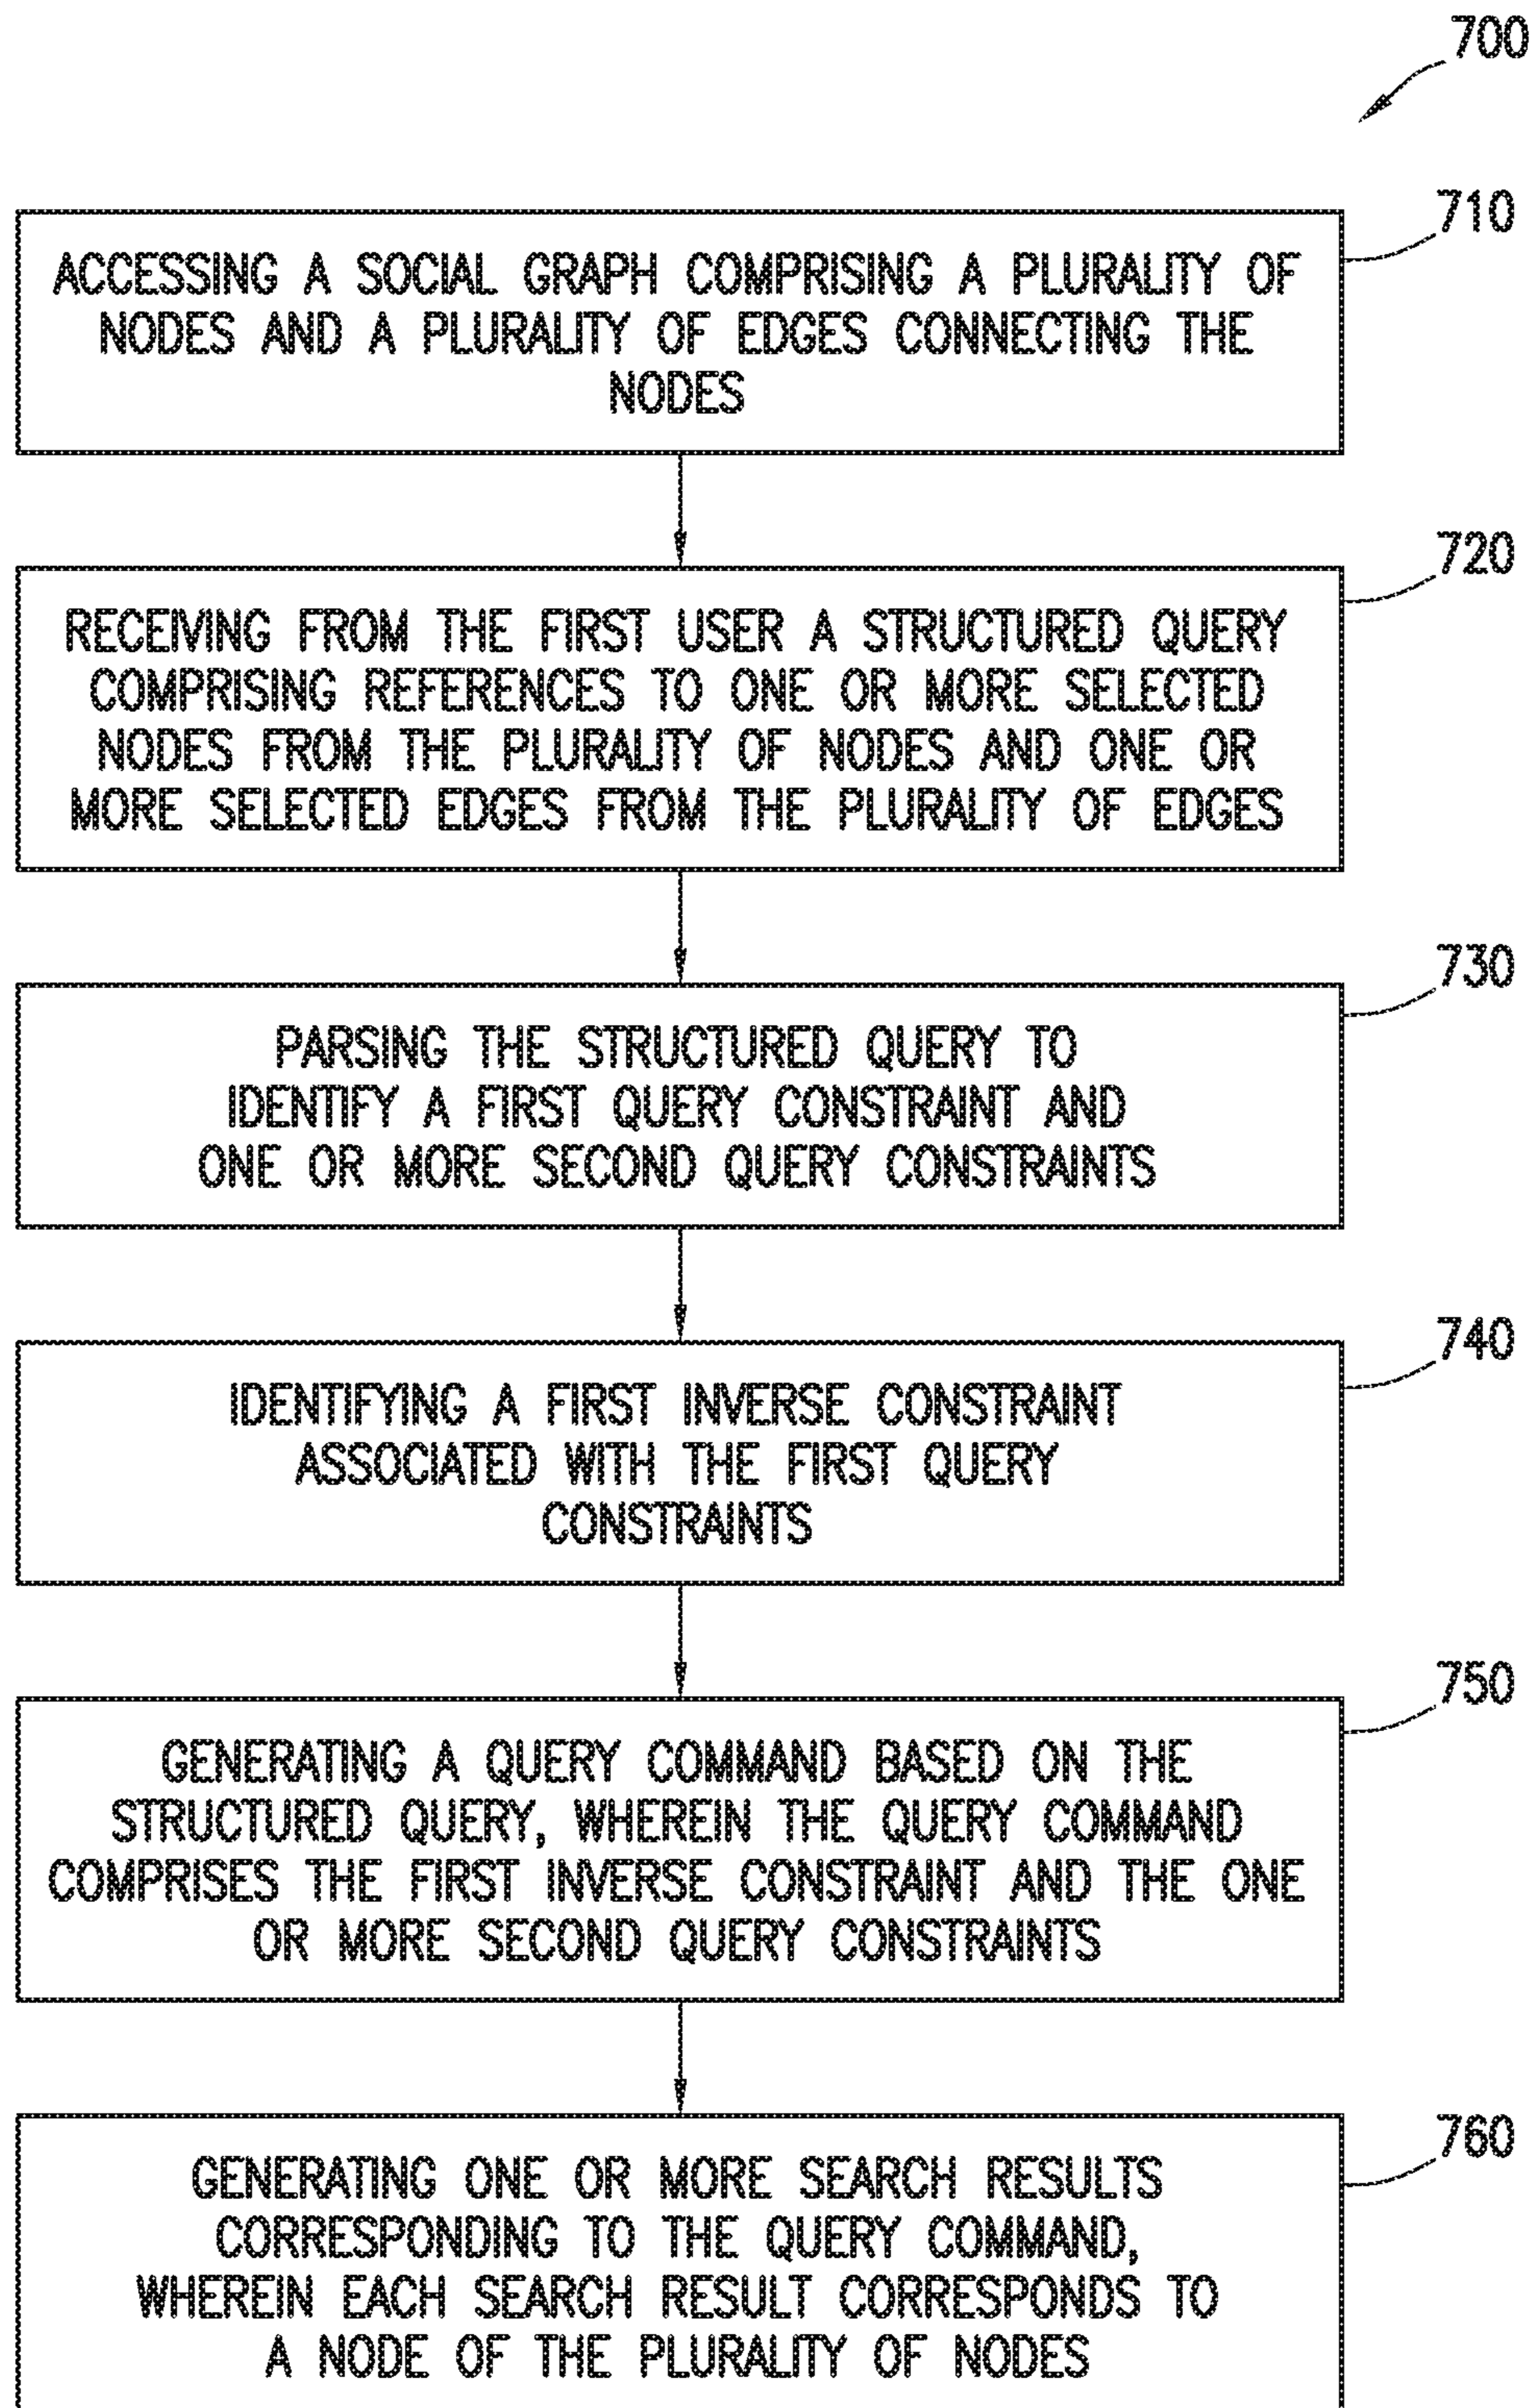 700
710
ACCESSING A SOCIAL GRAPH COMPRISING A PLURALITY OF
NODES AND A PLURALITY OF EDGES CONNECTING THE
NODES
720
RECEIVING FROM THE FIRST USER A STRUCTURED QUERY
COMPRISING REFERENCES TO ONE OR MORE SELECTED
NODES FROM THE PLURALITY OF NODES AND ONE OR
MORE SELECTED EDGES FROM THE PLURALITY OF EDGES
730
PARSING THE STRUCTURED QUERY TO
IDENTIFY A FIRST QUERY CONSTRAINT AND
ONE OR MORE SECOND QUERY CONSTRAINTS
740
IDENTIFYING A FIRST INVERSE CONSTRAINT
ASSOCIATED WITH THE FIRST QUERY
CONSTRAINTS
750
GENERATING A QUERY COMMAND BASED ON THE
STRUCTURED QUERY, WHEREIN THE QUERY COMMAND
COMPRISES THE FIRST INVERSE CONSTRAINT AND THE ONE
OR MORE SECOND QUERY CONSTRAINTS
760
GENERATING ONE OR MORE SEARCH RESULTS
CORRESPONDING TO THE QUERY COMMAND,
WHEREIN EACH SEARCH RESULT CORRESPONDS TO
A NODE OF THE PLURALITY OF NODES